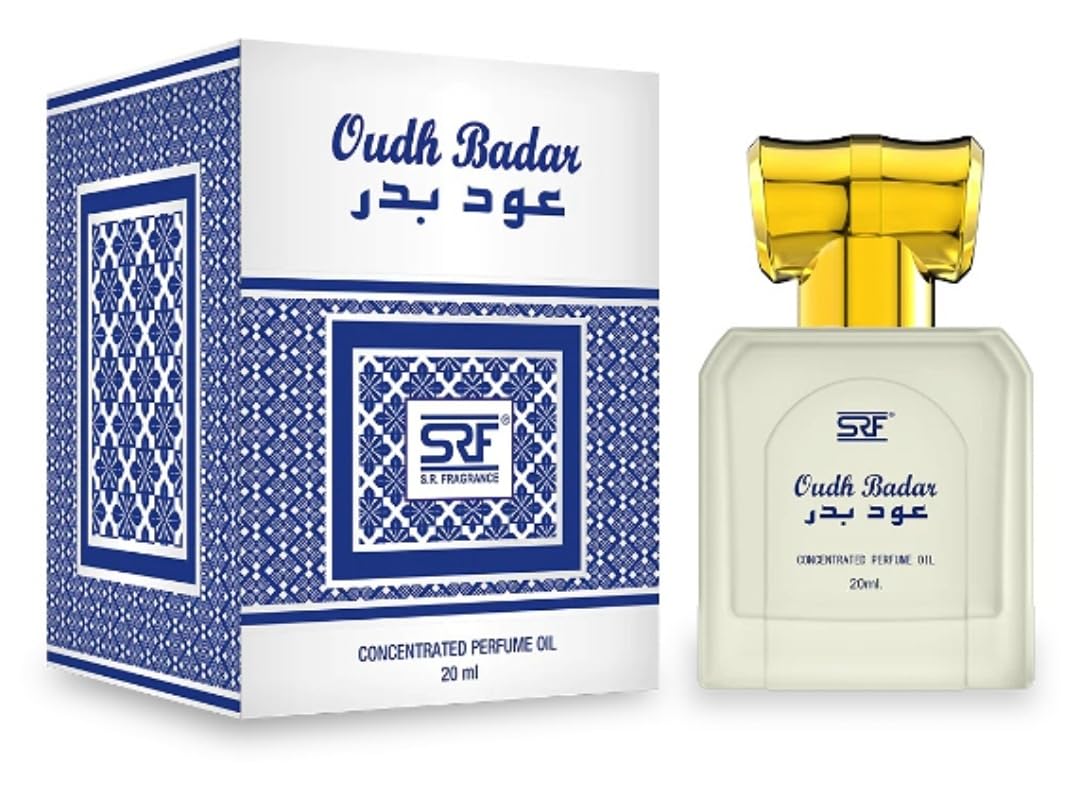 Oudh Badar
عود بدر
SRF®
S.R. FRAGRANCE
CONCENTRATED PERFUME OIL
20 ml
SRF®
Oudh Badar
عود بدر
CONCENTRATED PERFUME OIL
20ml.